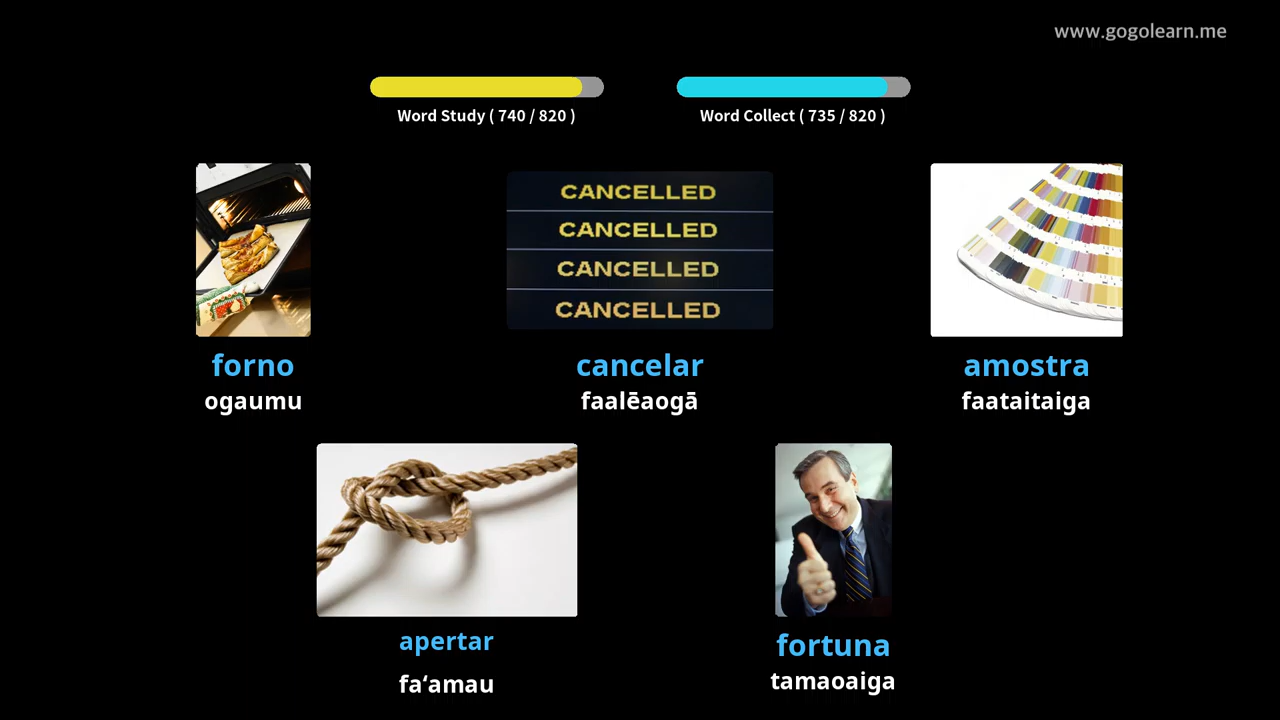 www.gogolearn.me
Word Study ( 740 / 820 )
Word Collect ( 735 / 820 )
CANCELLED
CANCELLED
CANCELLED
CANCELLED
forno
ogaumu
cancelar
faalēaogā
amostra
faataitaiga
apertar
fa‘amau
fortuna
tamaoaiga